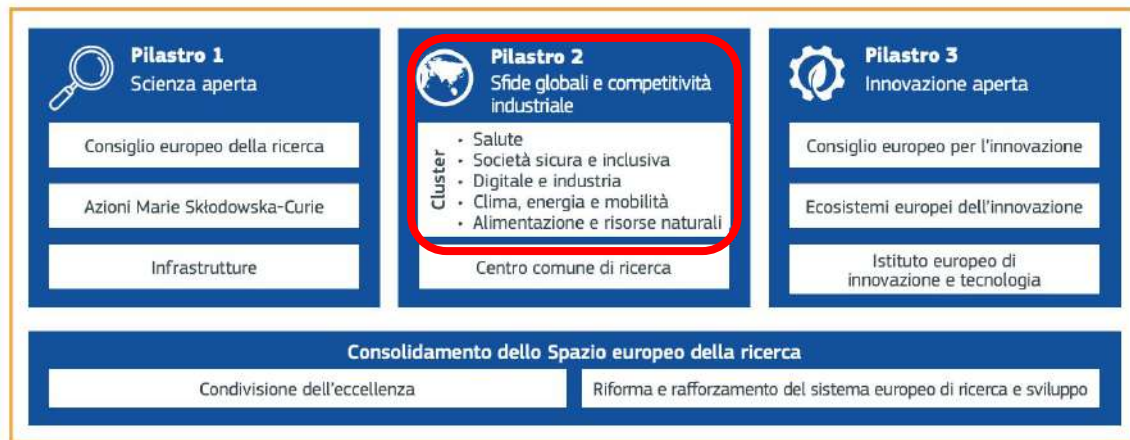 Pilastro 1
Scienza aperta
Consiglio europeo della ricerca
Azioni Marie Skłodowska-Curie
Infrastrutture
Pilastro 2
Sfide globali e competitività
industriale
Cluster
• Salute
• Società sicura e inclusiva
• Digitale e industria
• Clima, energia e mobilità
• Alimentazione e risorse naturali
Centro comune di ricerca
Pilastro 3
Innovazione aperta
Consiglio europeo per l'innovazione
Ecosistemi europei dell'innovazione
Istituto europeo di
innovazione e tecnologia
Consolidamento dello Spazio europeo della ricerca
Condivisione dell'eccellenza
Riforma e rafforzamento del sistema europeo di ricerca e sviluppo